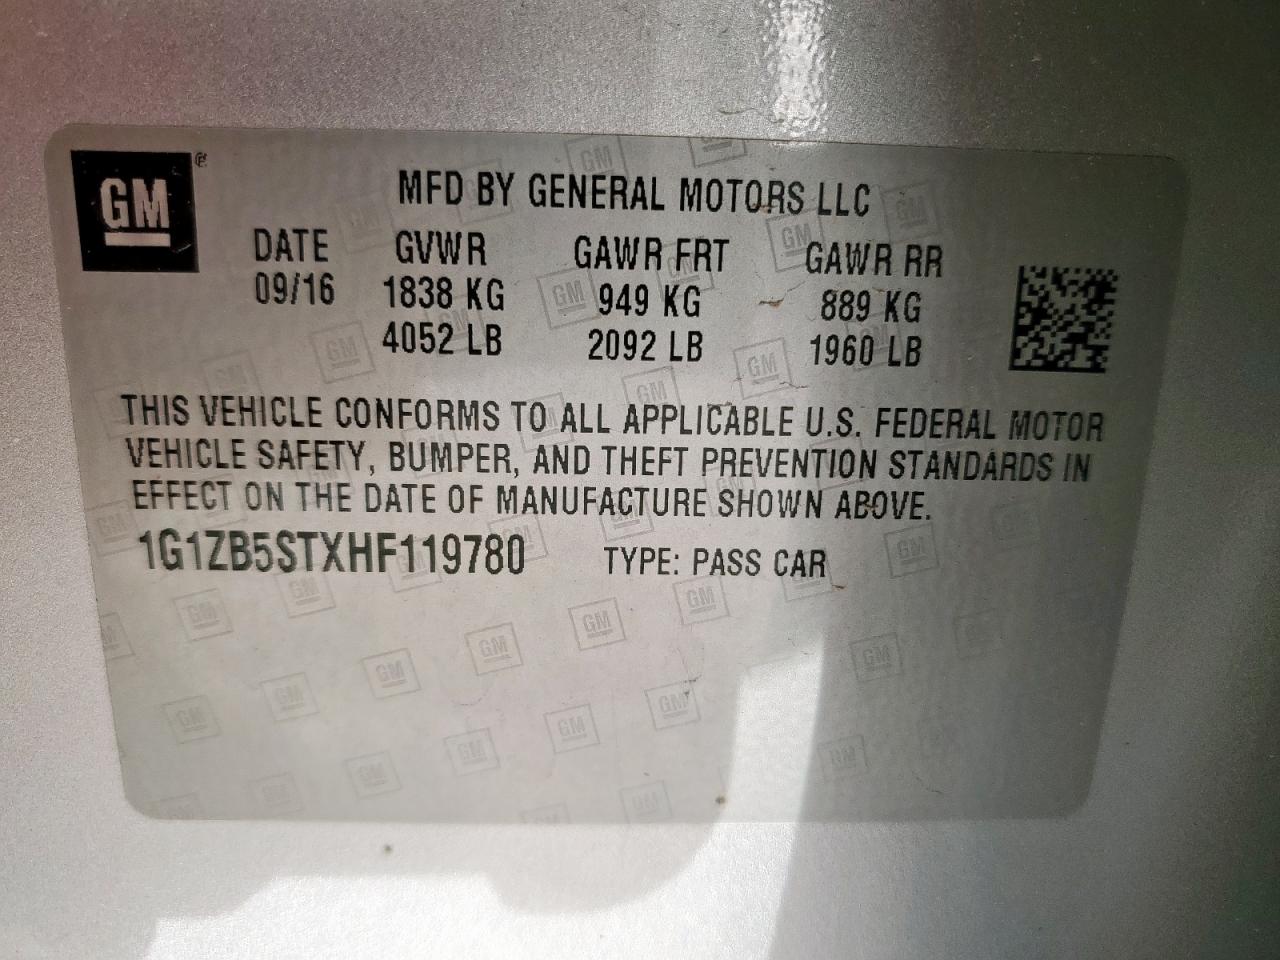 GM ®
MFD BY GENERAL MOTORS LLC
DATE GVWR GAWR FRT GAWR RR
09/16 1838 KG 949 KG 889 KG
4052 LB 2092 LB 1960 LB
THIS VEHICLE CONFORMS TO ALL APPLICABLE U.S. FEDERAL MOTOR
VEHICLE SAFETY, BUMPER, AND THEFT PREVENTION STANDARDS IN
EFFECT ON THE DATE OF MANUFACTURE SHOWN ABOVE.
1G1ZB5STXHF119780 TYPE: PASS CAR